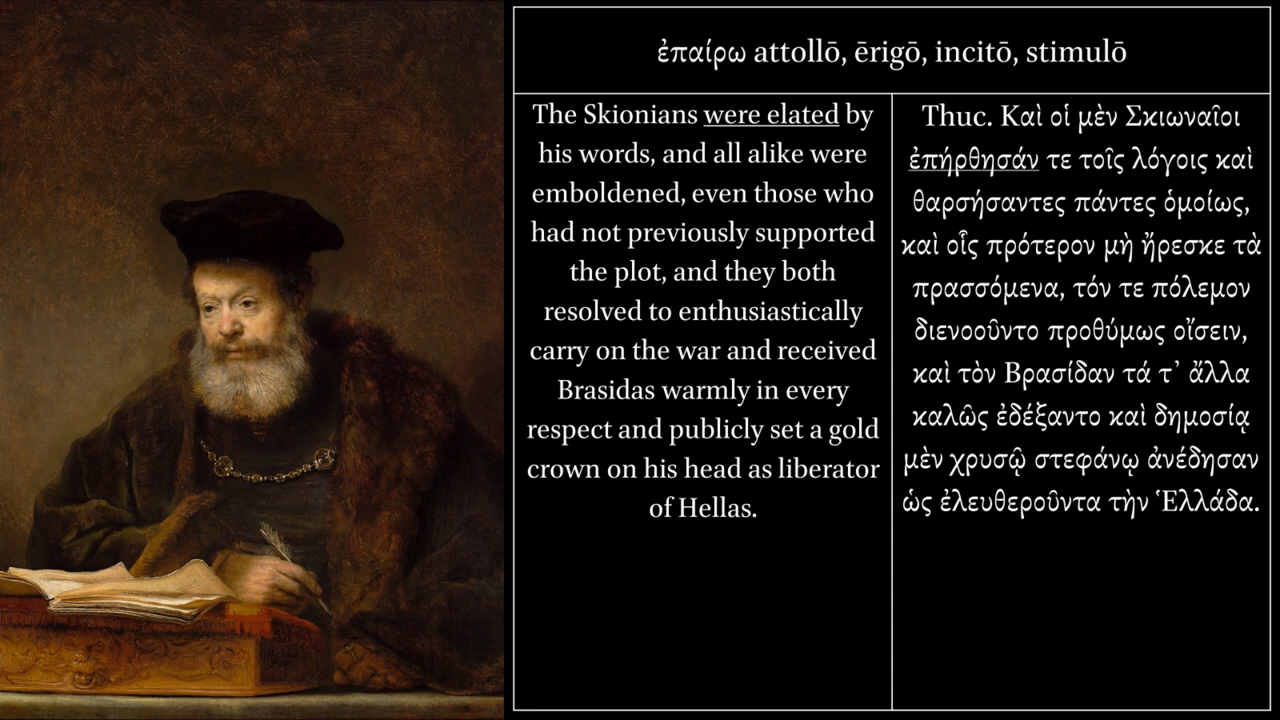 ἐπαίρω attollō, ērigō, incitō, stimulō
The Skionians were elated by
his words, and all alike were
emboldened, even those who
had not previously supported
the plot, and they both
resolved to enthusiastically
carry on the war and received
Brasidas warmly in every
respect and publicly set a gold
crown on his head as liberator
of Hellas.
Thuc. Καὶ οἱ μὲν Σκιωναῖοι
ἐπήρθησάν τε τοῖς λόγοις καὶ
θαρσήσαντες πάντες ὁμοίως,
καὶ οἷς πρότερον μὴ ἤρεσκε τὰ
πρασσόμενα, τόν τε πόλεμον
διενοοῦντο προθύμως οἴσειν,
καὶ τὸν Βρασίδαν τά τ᾽ ἄλλα
καλῶς ἐδέξαντο καὶ δημοσίᾳ
μὲν χρυσῷ στεφάνῳ ἀνέδησαν
ὡς ἐλευθεροῦντα τὴν Ἑλλάδα.